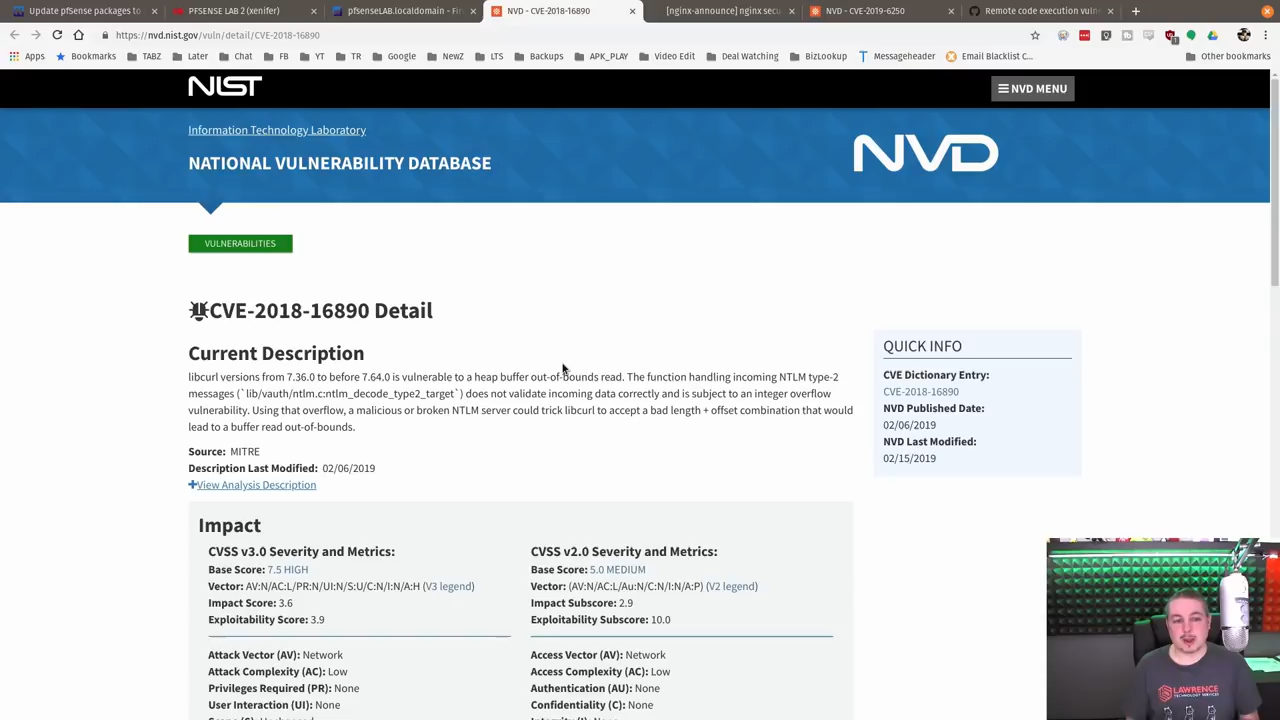 Update pfSense packages to
PFSENSE LAB 2 (xenifer)
pfsenseLAB.localdomain - Fi
NVD - CVE-2018-16890
[nginx-announce] nginx secu
NVD - CVE-2019-6250
Remote code execution vuln
https://nvd.nist.gov/vuln/detail/CVE-2018-16890
Apps
Bookmarks
TABZ
Later
Chat
FB
YT
TR
Google
NewZ
LTS
Backups
APK_PLAY
Video Edit
Deal Watching
BizLookup
Messageheader
Email Blacklist C...
Other bookmarks
NIST
NVD MENU
Information Technology Laboratory
NATIONAL VULNERABILITY DATABASE
NVD
VULNERABILITIES
CVE-2018-16890 Detail
Current Description
libcurl versions from 7.36.0 to before 7.64.0 is vulnerable to a heap buffer out-of-bounds read. The function handling incoming NTLM type-2
messages (`lib/vauth/ntlm.c:ntlm_decode_type2_target`) does not validate incoming data correctly and is subject to an integer overflow
vulnerability. Using that overflow, a malicious or broken NTLM server could trick libcurl to accept a bad length + offset combination that would
lead to a buffer read out-of-bounds.
Source: MITRE
Description Last Modified: 02/06/2019
View Analysis Description
QUICK INFO
CVE Dictionary Entry:
CVE-2018-16890
NVD Published Date:
02/06/2019
NVD Last Modified:
02/15/2019
Impact
CVSS v3.0 Severity and Metrics:
Base Score: 7.5 HIGH
Vector: AV:N/AC:L/PR:N/UI:N/S:U/C:N/I:N/A:H (V3 legend)
Impact Score: 3.6
Exploitability Score: 3.9
Attack Vector (AV): Network
Attack Complexity (AC): Low
Privileges Required (PR): None
User Interaction (UI): None
CVSS v2.0 Severity and Metrics:
Base Score: 5.0 MEDIUM
Vector: (AV:N/AC:L/Au:N/C:N/I:N/A:P) (V2 legend)
Impact Subscore: 2.9
Exploitability Subscore: 10.0
Access Vector (AV): Network
Access Complexity (AC): Low
Authentication (AU): None
Confidentiality (C): None
LAWRENCE
TECHNOLOGY SERVICES